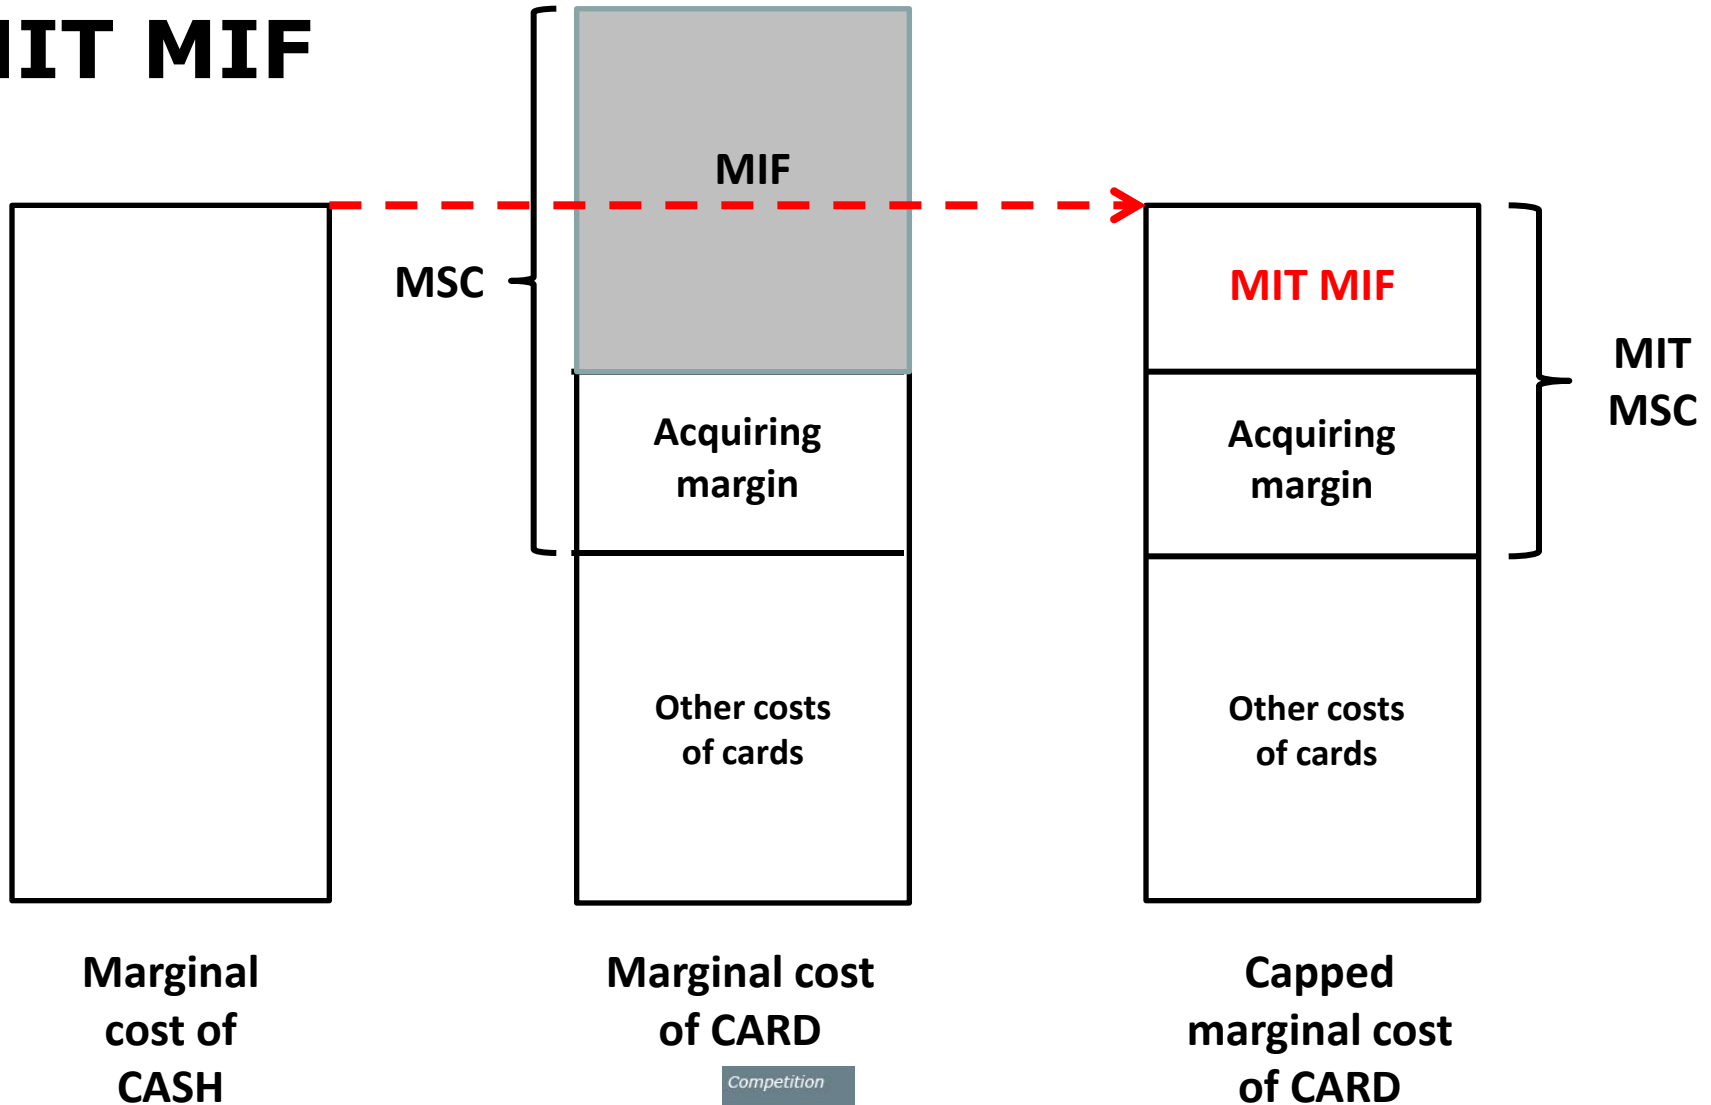 MIT MIF
MIF
MSC
MIT MIF
MIT
MSC
Acquiring
margin
Acquiring
margin
Other costs
of cards
Other costs
of cards
Marginal
cost of
CASH
Marginal cost
of CARD
Capped
marginal cost
of CARD
Competition